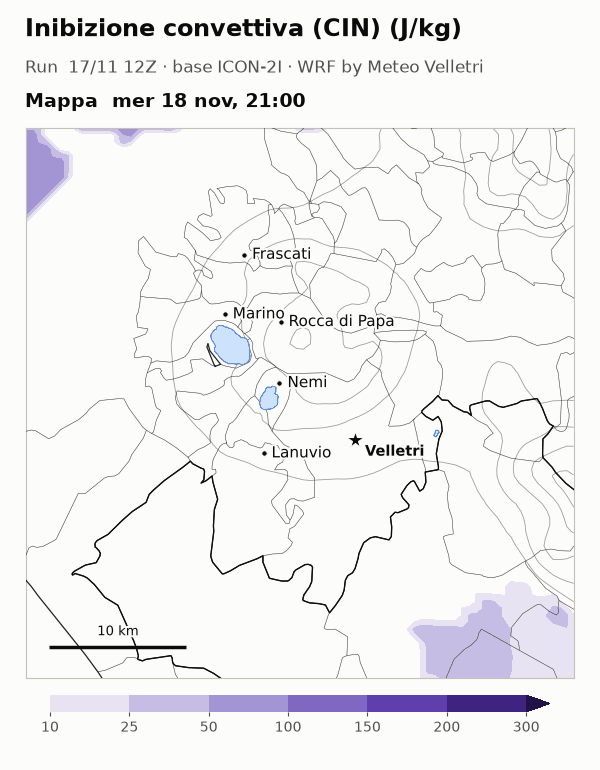 Inibizione convettiva (CIN) (J/kg)
Run  17/11 12Z · base ICON-2I · WRF by Meteo Velletri
Mappa  mer 18 nov, 21:00
Frascati
Marino
Rocca di Papa
Nemi
Velletri
Lanuvio
10 km
10 25 50 100 150 200 300